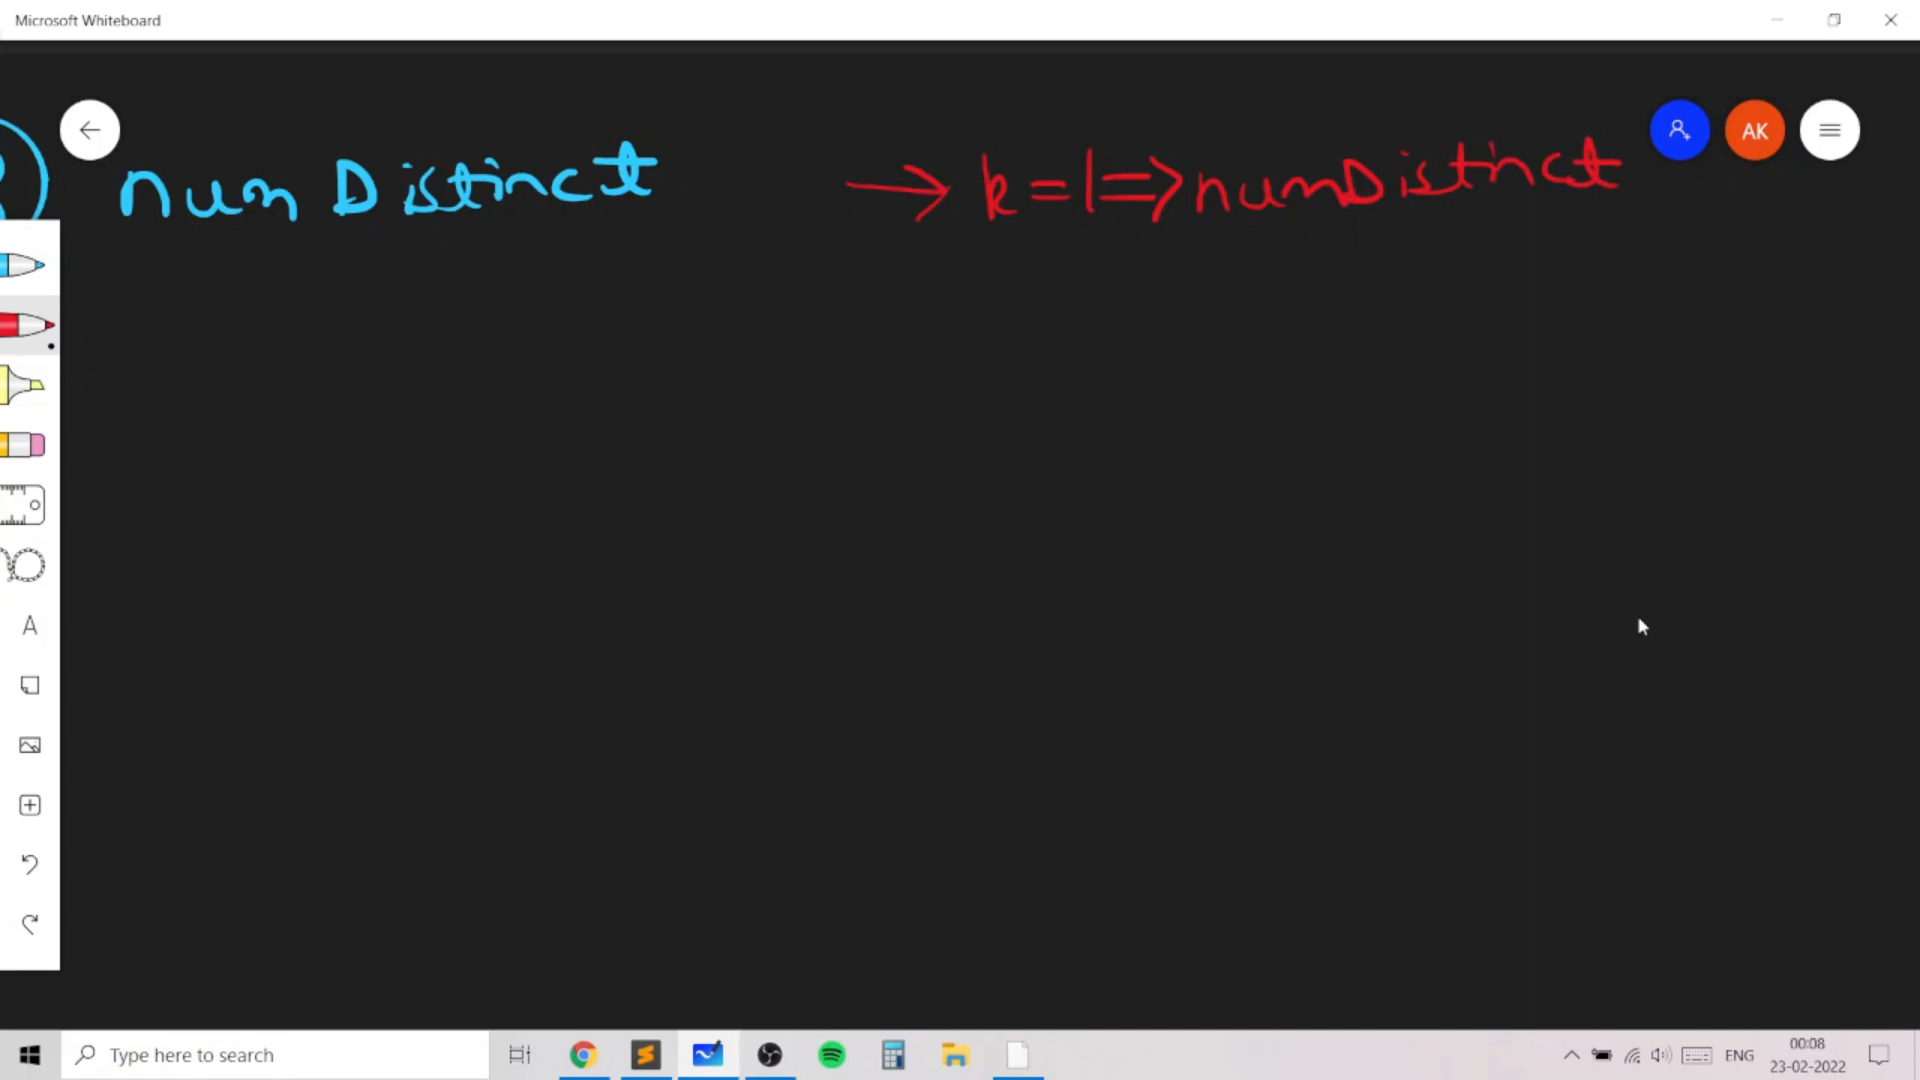 Microsoft Whiteboard
num Distinct
→ k = 1 => numDistinct
AK
A
Type here to search
ENG
00:08
23-02-2022